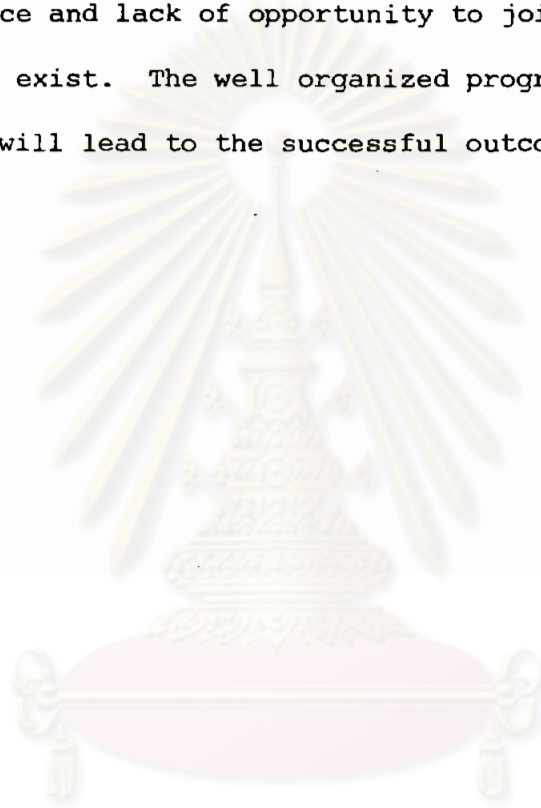 ce and lack of opportunity to joi
exist. The well organized progr
will lead to the successful outco